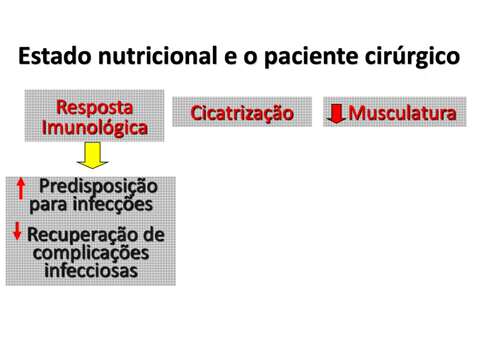 Estado nutricional e o paciente cirúrgico
Resposta
Imunológica
Cicatrização
Musculatura
Predisposição
para infecções
Recuperação de
complicações
infecciosas